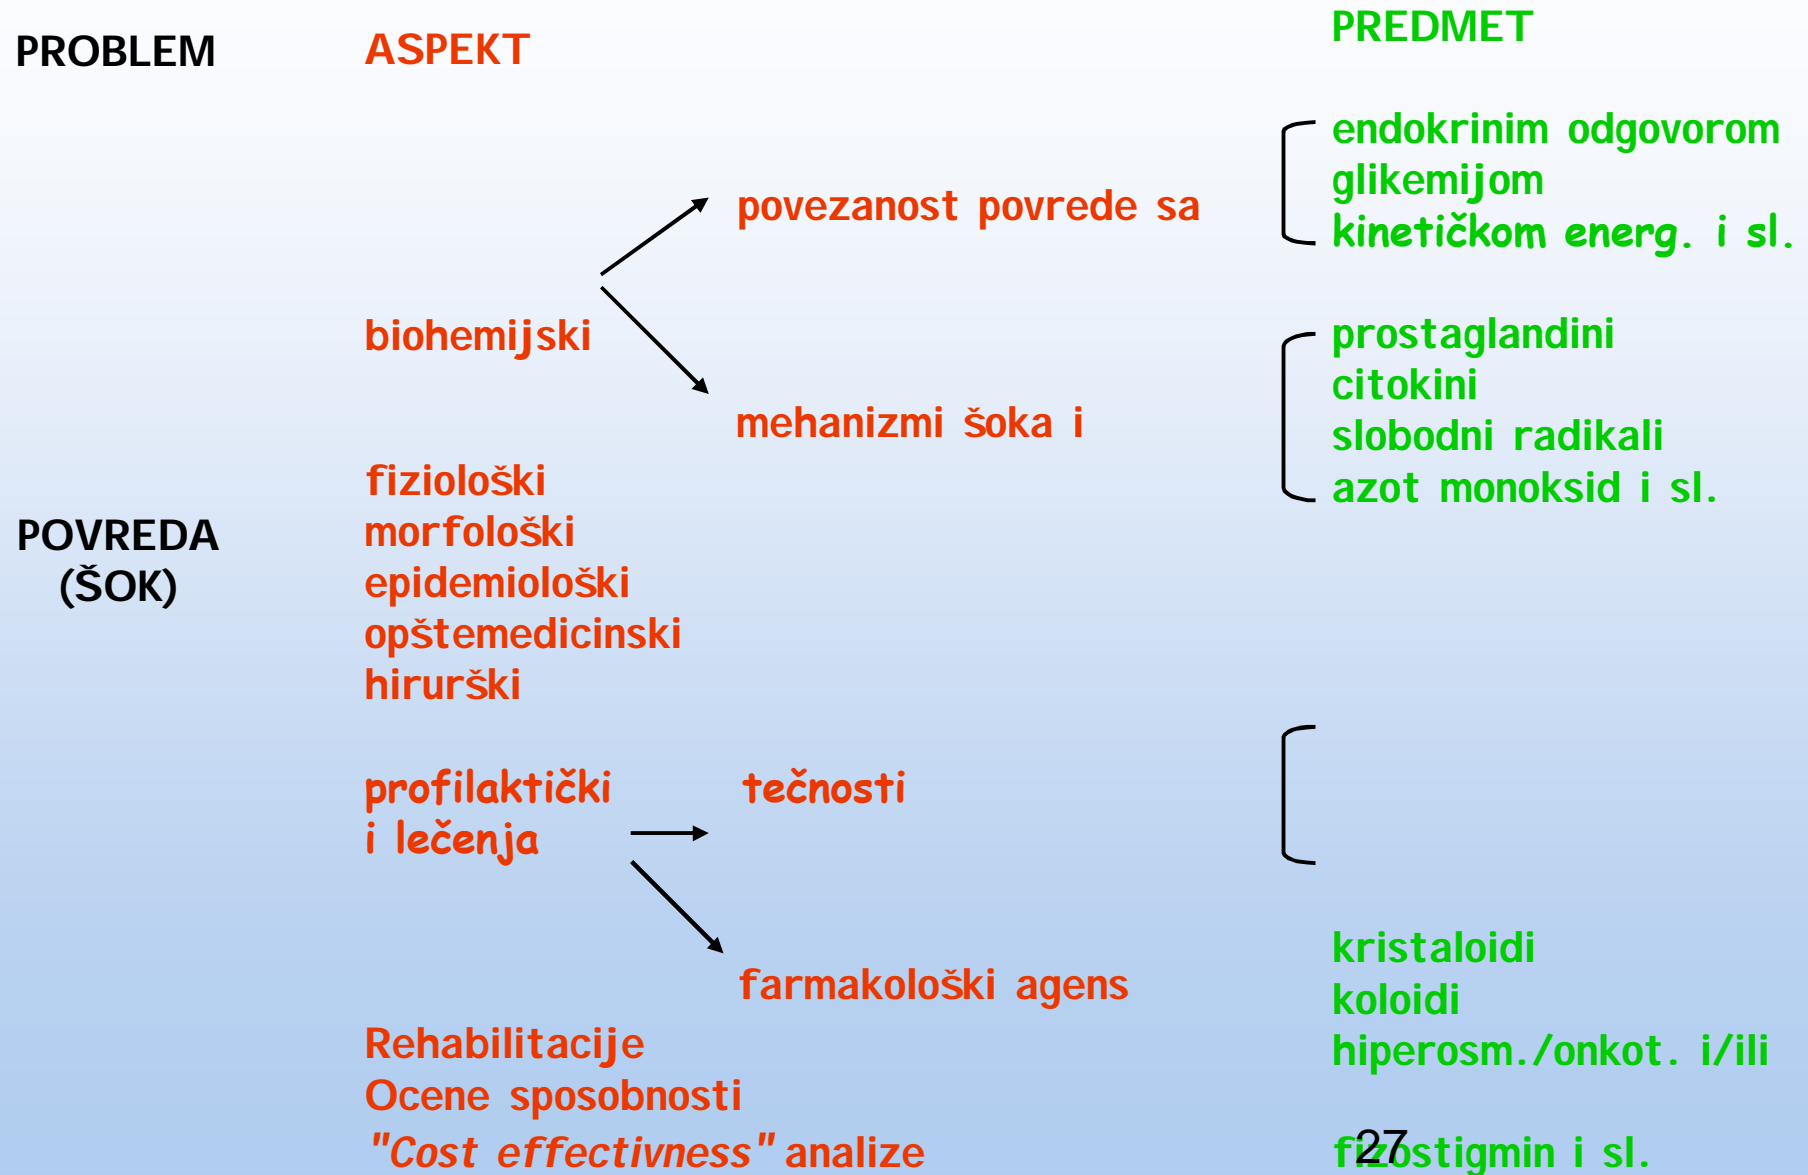 PROBLEM
ASPEKT
PREDMET
endokrinim odgovorom
glikemijom
kinetičkom energ. i sl.
povezanost povrede sa
biohemijski
prostaglandini
citokini
slobodni radikali
azot monoksid i sl.
mehanizmi šoka i
POVREDA
(ŠOK)
fiziološki
morfološki
epidemiološki
opštemedicinski
hirurški
profilaktički
i lečenja
tečnosti
farmakološki agens
kristaloidi
koloidi
hiperosm./onkot. i/ili
Rehabilitacije
Ocene sposobnosti
"Cost effectivness" analize
fizostigmin i sl.
27